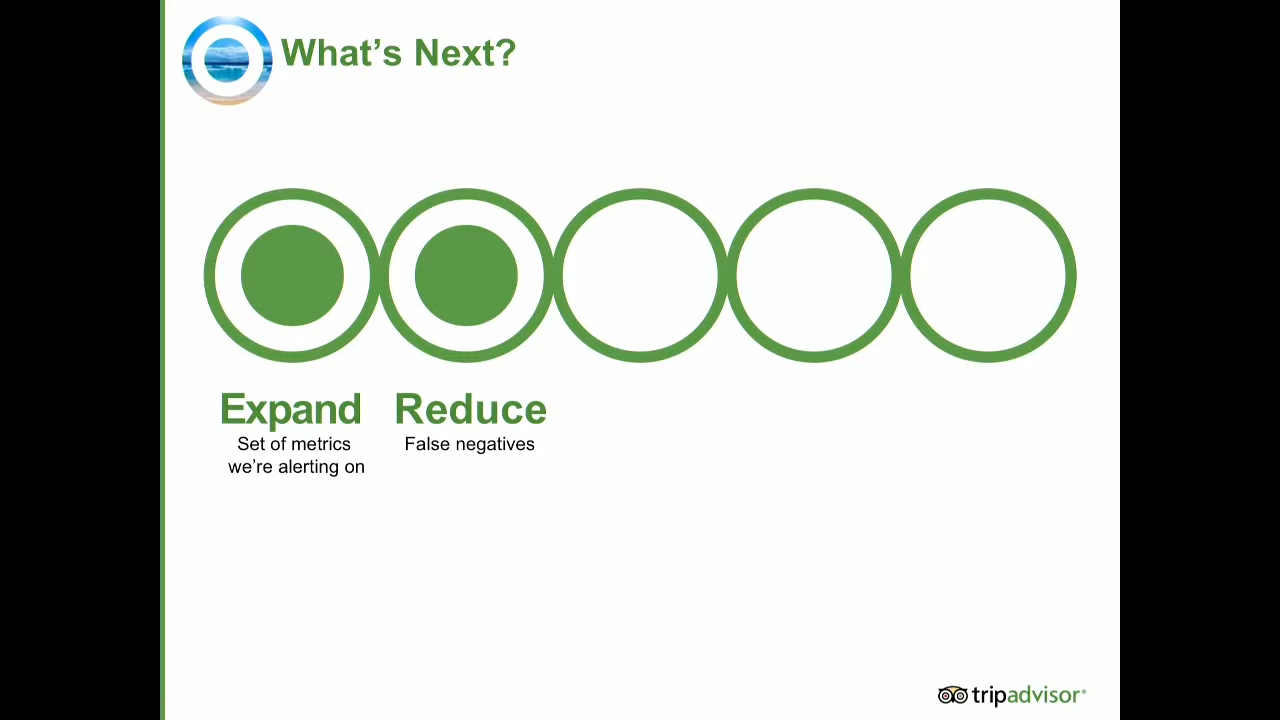 What's Next?
Expand
Set of metrics
we're alerting on
Reduce
False negatives
tripadvisor®